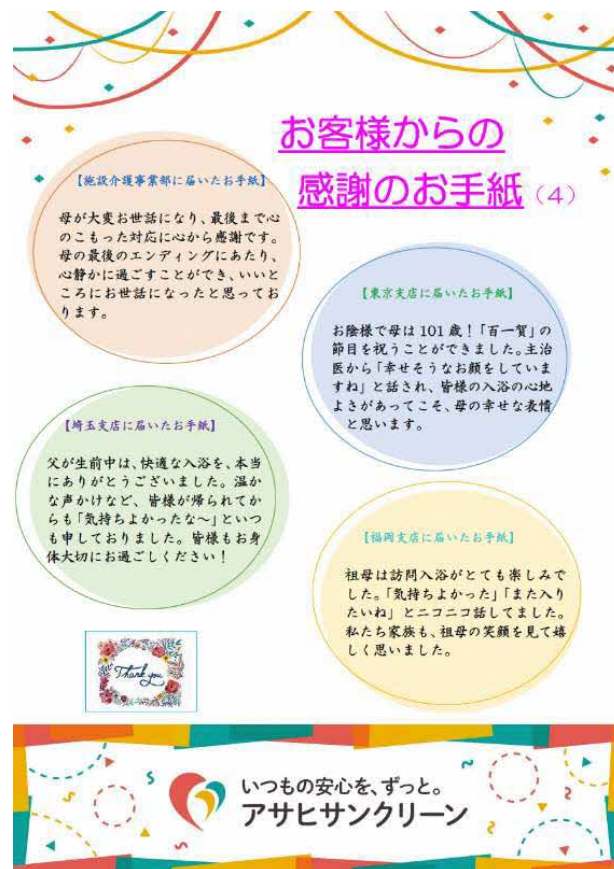 お客様からの
感謝のお手紙（4）
【施設介護事業部に届いたお手紙】
母が大変お世話になり、最後まで心
のこもった対応に心から感謝です。
母の最後のエンディングにあたり、
心静かに過ごすことができ、いいと
ころにお世話になったと思ってお
ります。
【東京支店に届いたお手紙】
お陰様で母は101歳！「百一賀」の
節目を祝うことができました。主治
医から「幸せそうなお顔をしていま
すね」と話され、皆様の入浴の心地
よさがあってこそ、母の幸せな表情
と思います。
【埼玉支店に届いたお手紙】
父が生前中は、快適な入浴を、本当
にありがとうございました。温か
な声かけなど、皆様が帰られてか
らも「気持ちよかったな～」といつ
も申しておりました。皆様もお身
体大切にお過ごしください！
【福岡支店に届いたお手紙】
祖母は訪問入浴がとても楽しみで
した。「気持ちよかった」「また入り
たいね」とニコニコ話してました。
私たち家族も、祖母の笑顔を見て嬉
しく思いました。
Thank you
いつもの安心を、ずっと。
アサヒサンクリーン